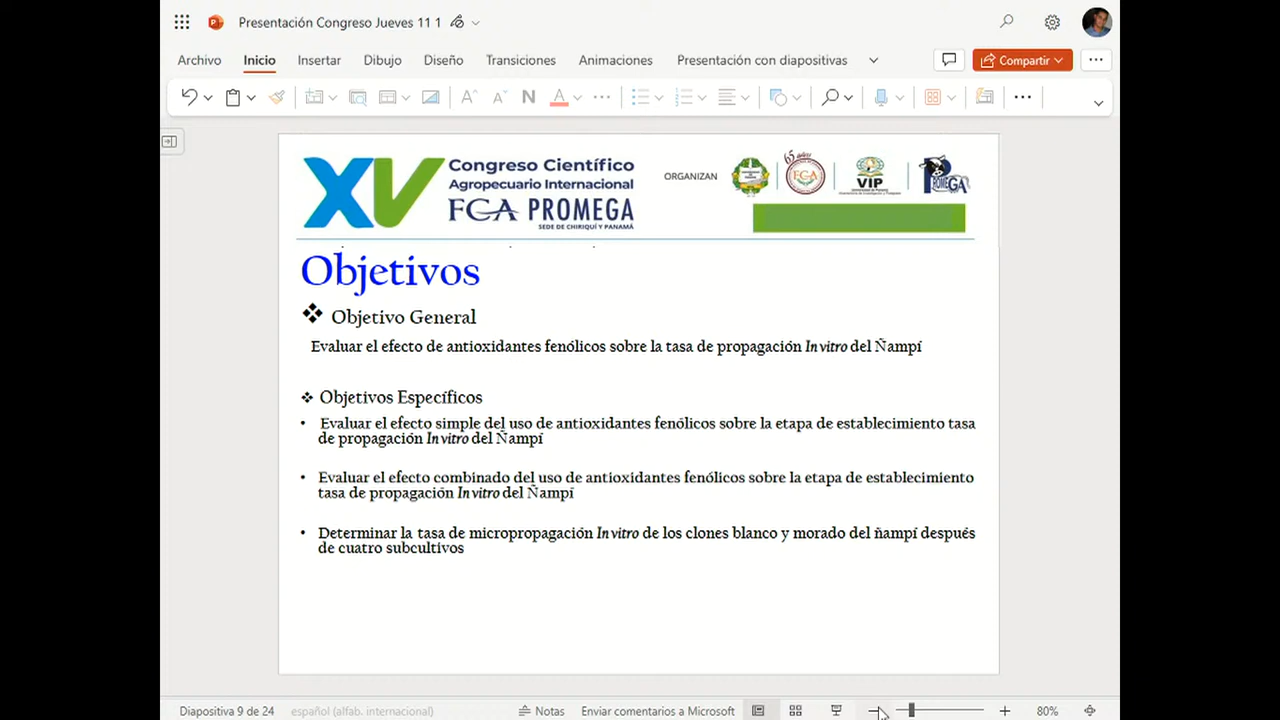 Presentación Congreso Jueves 11 1
Archivo Inicio Insertar Dibujo Diseño Transiciones Animaciones Presentación con diapositivas Compartir
N A A
XV Congreso Científico
Agropecuario Internacional
FCA PROMEGA
SEDE DE CHIRIQUÍ Y PANAMÁ
ORGANIZAN
65 años
FCA
VIP
PROMEGA
Objetivos
❖ Objetivo General
Evaluar el efecto de antioxidantes fenólicos sobre la tasa de propagación In vitro del Ñampí
❖ Objetivos Específicos
• Evaluar el efecto simple del uso de antioxidantes fenólicos sobre la etapa de establecimiento tasa
de propagación In vitro del Ñampí
• Evaluar el efecto combinado del uso de antioxidantes fenólicos sobre la etapa de establecimiento
tasa de propagación In vitro del Ñampí
• Determinar la tasa de micropropagación In vitro de los clones blanco y morado del ñampí después
de cuatro subcultivos
Diapositiva 9 de 24 español (alfab. internacional) Notas Enviar comentarios a Microsoft 80%